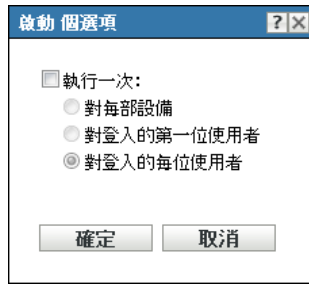 啟動 個選項
執行一次:
對每部設備
對登入的第一位使用者
對登入的每位使用者
確定 取消